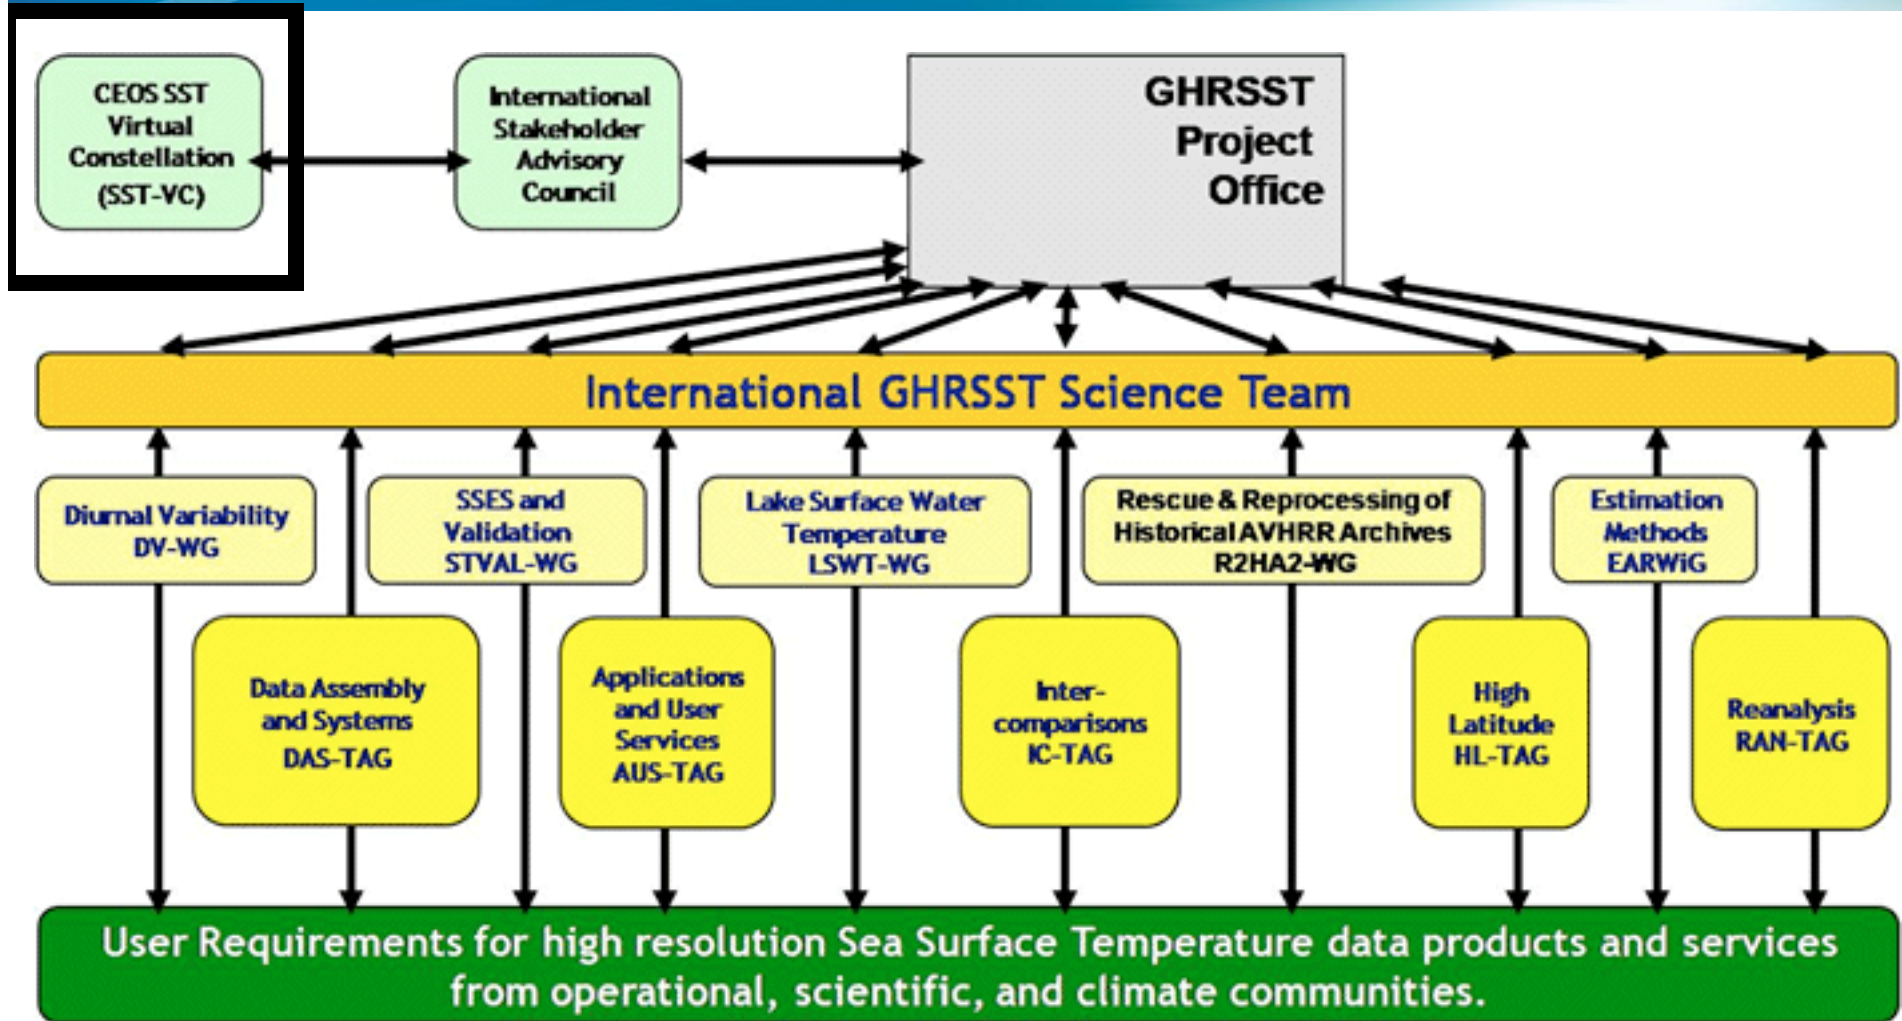 CEOS SST
Virtual
Constellation
(SST-VC)
International
Stakeholder
Advisory
Council
GHRSST
Project
Office
International GHRSST Science Team
Diurnal Variability
DV-WG
SSES and
Validation
STVAL-WG
Lake Surface Water
Temperature
LSWT-WG
Rescue & Reprocessing of
Historical AVHRR Archives
R2HA2-WG
Estimation
Methods
EARWiG
Data Assembly
and Systems
DAS-TAG
Applications
and User
Services
AUS-TAG
Inter-
comparisons
IC-TAG
High
Latitude
HL-TAG
Reanalysis
RAN-TAG
User Requirements for high resolution Sea Surface Temperature data products and services
from operational, scientific, and climate communities.